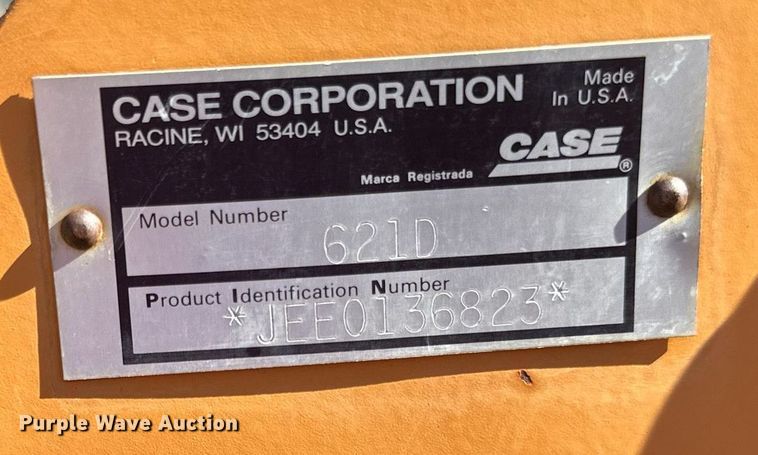 CASE CORPORATION
RACINE, WI 53404 U.S.A.
Made
In U.S.A.
CASE®
Marca Registrada
Model Number
621D
Product Identification Number
*JEE0136823*
Purple Wave Auction